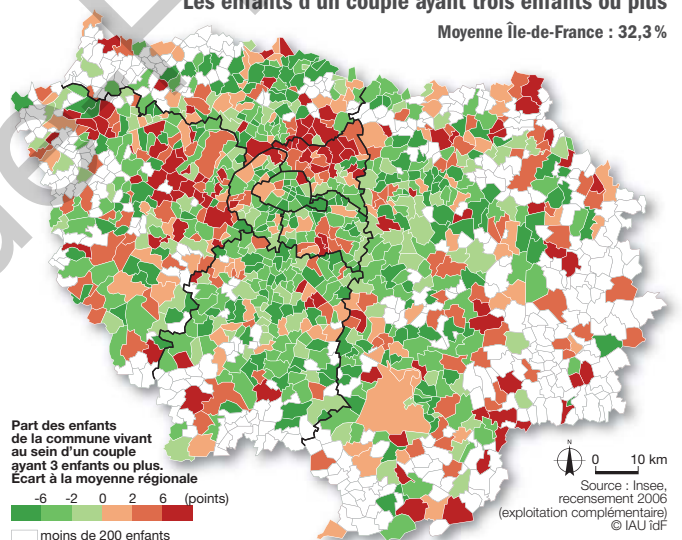 Les enfants d'un couple ayant trois enfants ou plus
Moyenne Île-de-France : 32,3 %
Part des enfants
de la commune vivant
au sein d'un couple
ayant 3 enfants ou plus.
Écart à la moyenne régionale
-6 -2 0 2 6 (points)
moins de 200 enfants
N
0 10 km
Source : Insee,
recensement 2006
(exploitation complémentaire)
© IAU îdF